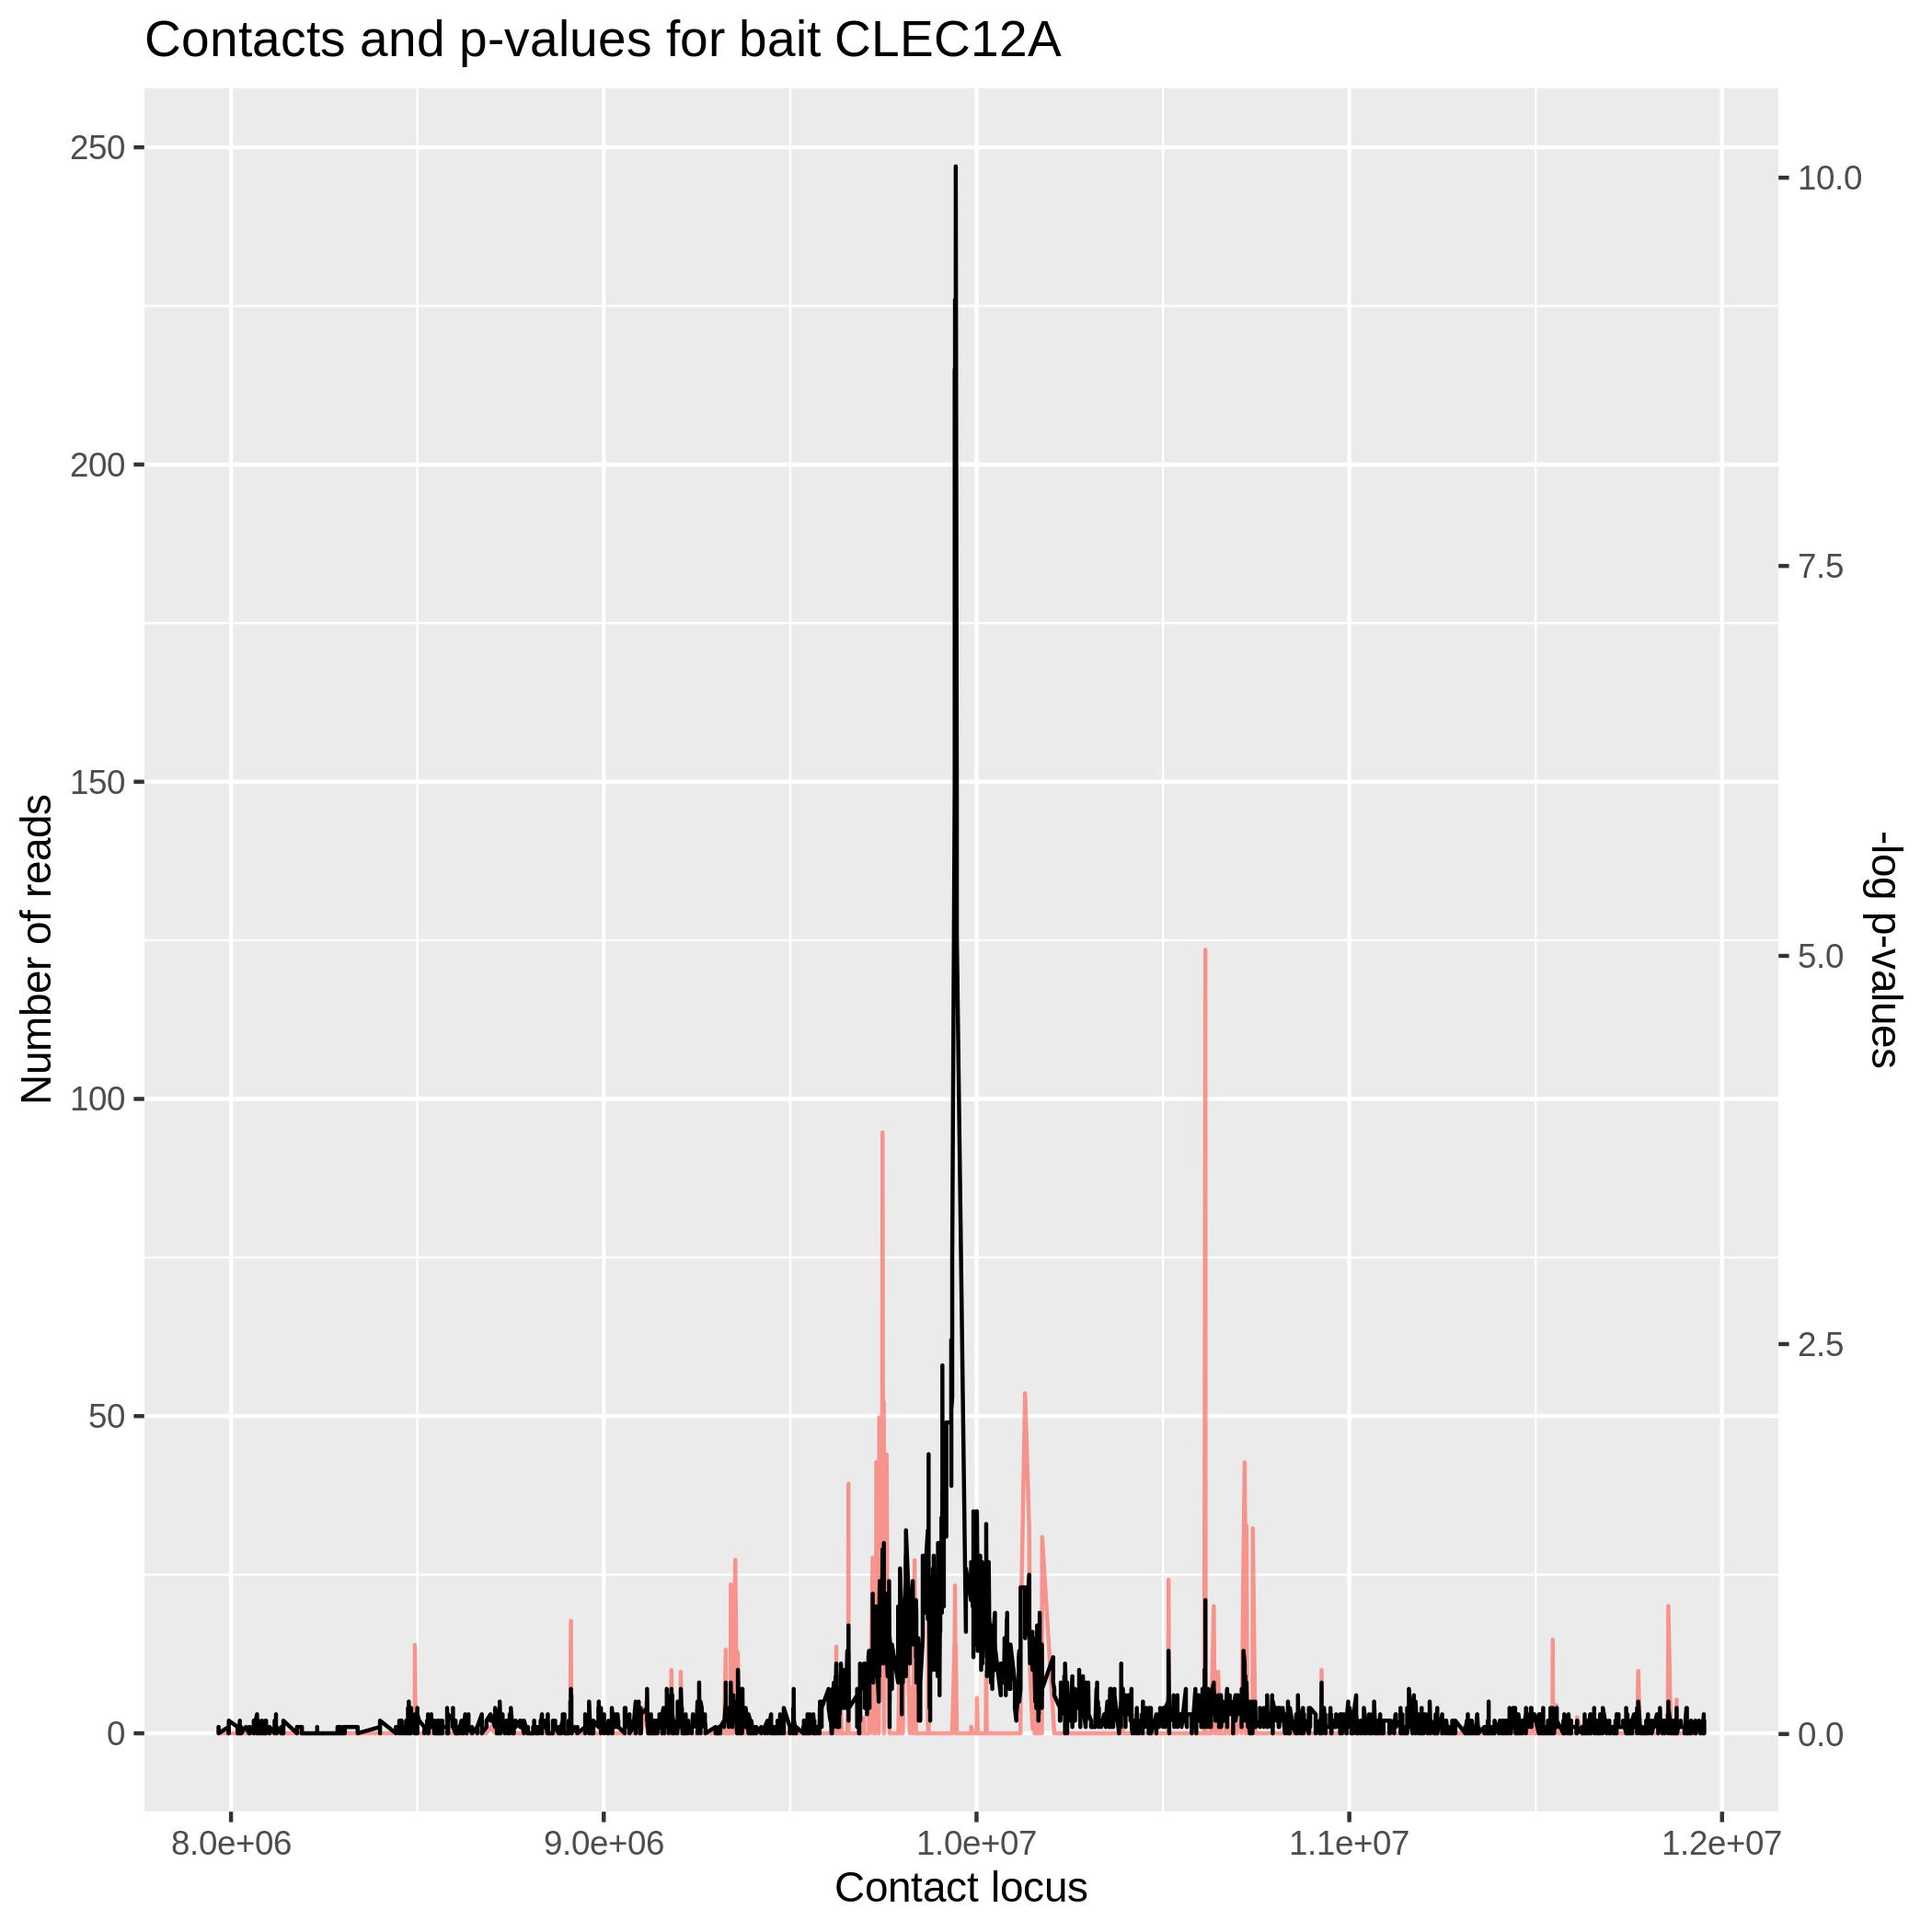 Contacts and p-values for bait CLEC12A
250
200
150
100
50
0
Number of reads
10.0
7.5
5.0
2.5
0.0
-log p-values
8.0e+06 9.0e+06 1.0e+07 1.1e+07 1.2e+07
Contact locus